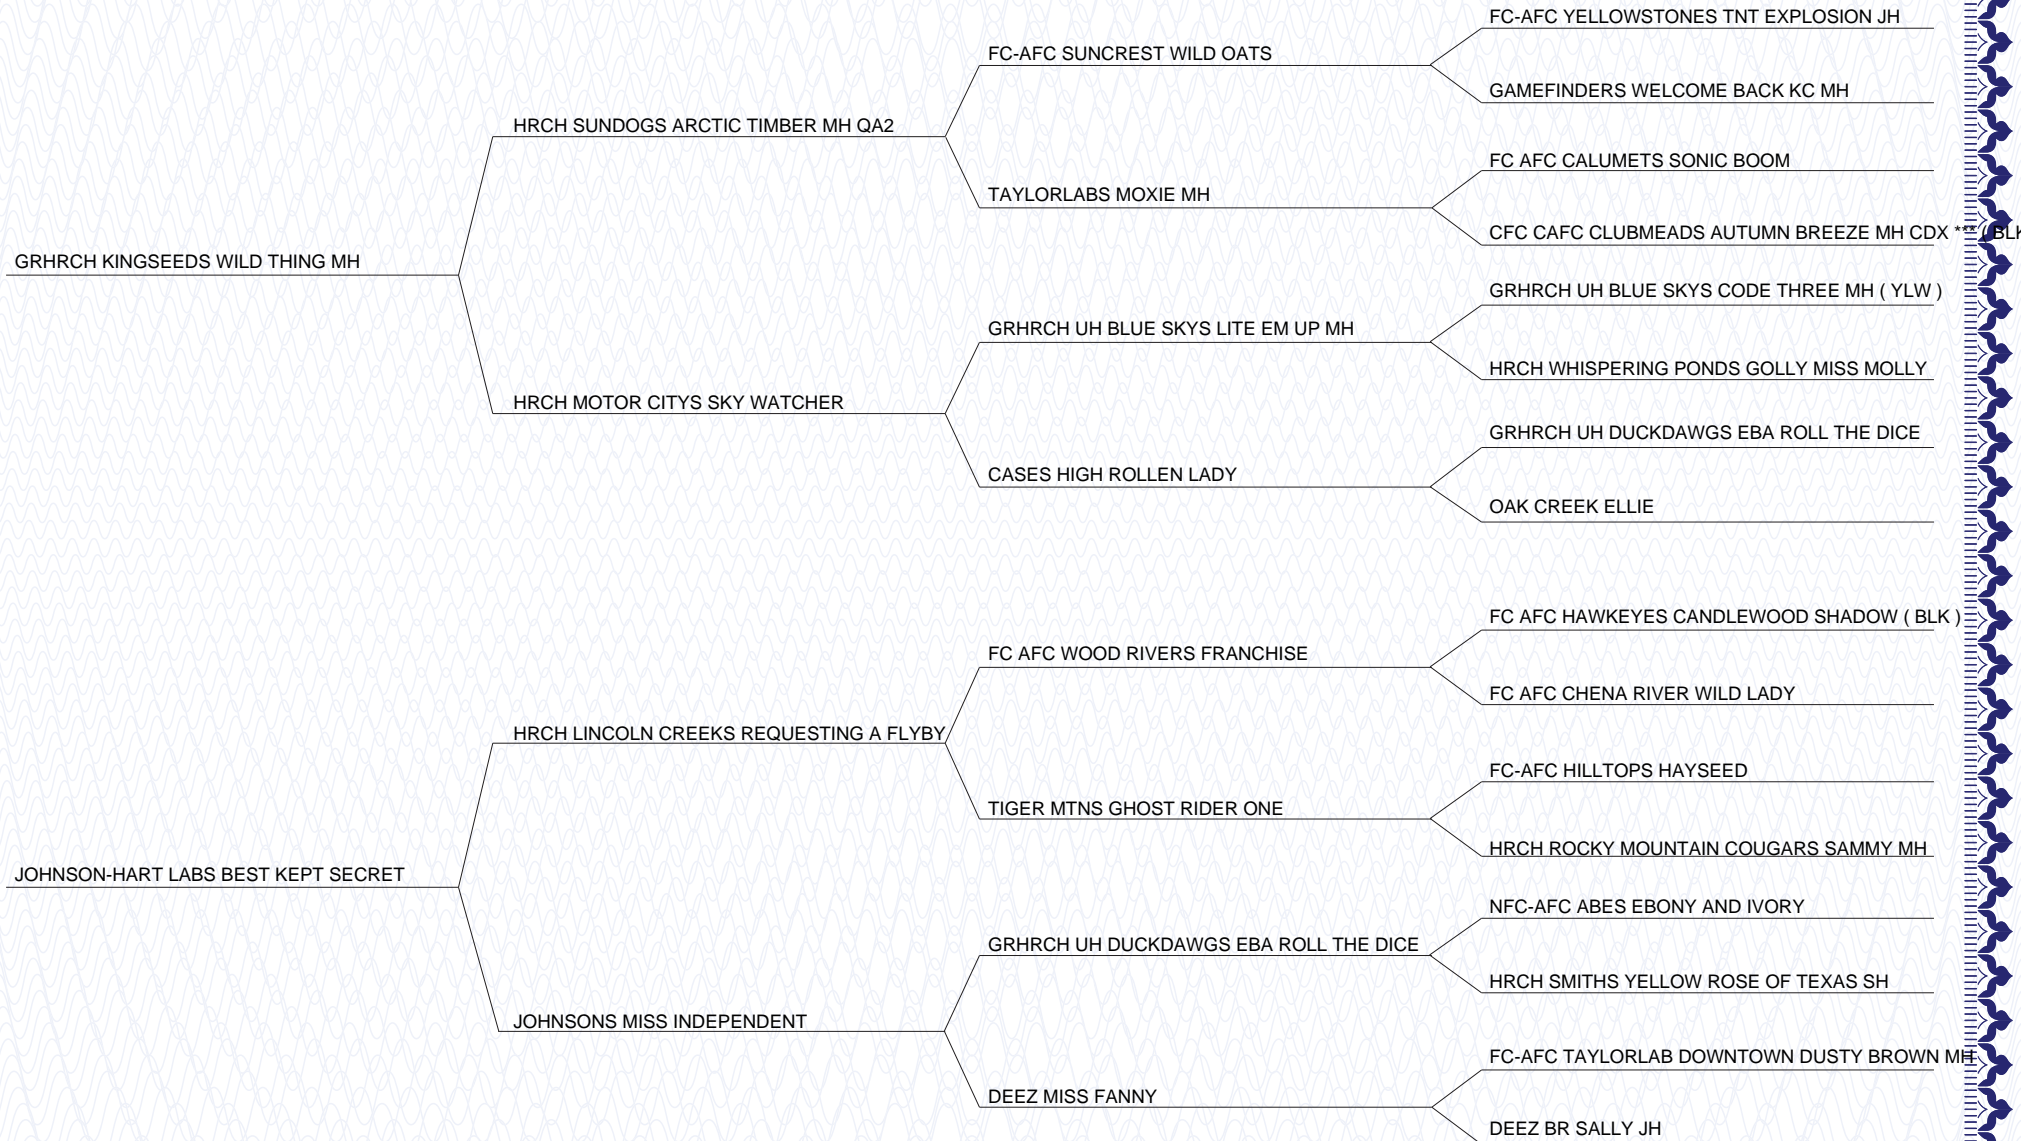 FC-AFC YELLOWSTONES TNT EXPLOSION JH
FC-AFC SUNCREST WILD OATS
GAMEFINDERS WELCOME BACK KC MH
HRCH SUNDOGS ARCTIC TIMBER MH QA2
FC AFC CALUMETS SONIC BOOM
TAYLORLABS MOXIE MH
CFC CAFC CLUBMEADS AUTUMN BREEZE MH CDX *** ( BLK
GRHRCH KINGSEEDS WILD THING MH
GRHRCH UH BLUE SKYS CODE THREE MH ( YLW )
GRHRCH UH BLUE SKYS LITE EM UP MH
HRCH WHISPERING PONDS GOLLY MISS MOLLY
HRCH MOTOR CITYS SKY WATCHER
GRHRCH UH DUCKDAWGS EBA ROLL THE DICE
CASES HIGH ROLLEN LADY
OAK CREEK ELLIE
FC AFC HAWKEYES CANDLEWOOD SHADOW ( BLK )
FC AFC WOOD RIVERS FRANCHISE
FC AFC CHENA RIVER WILD LADY
HRCH LINCOLN CREEKS REQUESTING A FLYBY
FC-AFC HILLTOPS HAYSEED
TIGER MTNS GHOST RIDER ONE
HRCH ROCKY MOUNTAIN COUGARS SAMMY MH
JOHNSON-HART LABS BEST KEPT SECRET
NFC-AFC ABES EBONY AND IVORY
GRHRCH UH DUCKDAWGS EBA ROLL THE DICE
HRCH SMITHS YELLOW ROSE OF TEXAS SH
JOHNSONS MISS INDEPENDENT
FC-AFC TAYLORLAB DOWNTOWN DUSTY BROWN MH
DEEZ MISS FANNY
DEEZ BR SALLY JH